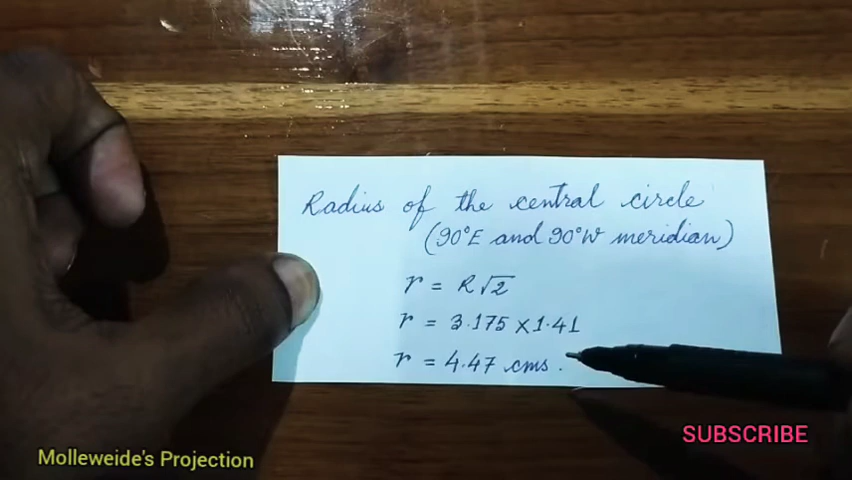 Radius of the central circle
(90°E and 90°W meridian)
r = R√2
r = 3.175 × 1.41
r = 4.47 cms.
SUBSCRIBE
Molleweide's Projection